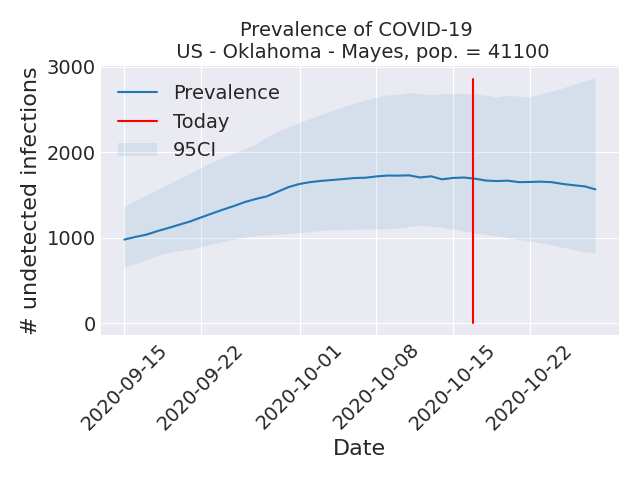 Prevalence of COVID-19
US - Oklahoma - Mayes, pop. = 41100
# undetected infections
3000
2000
1000
0
Prevalence
Today
95CI
2020-09-15
2020-09-22
2020-10-01
2020-10-08
2020-10-15
2020-10-22
Date